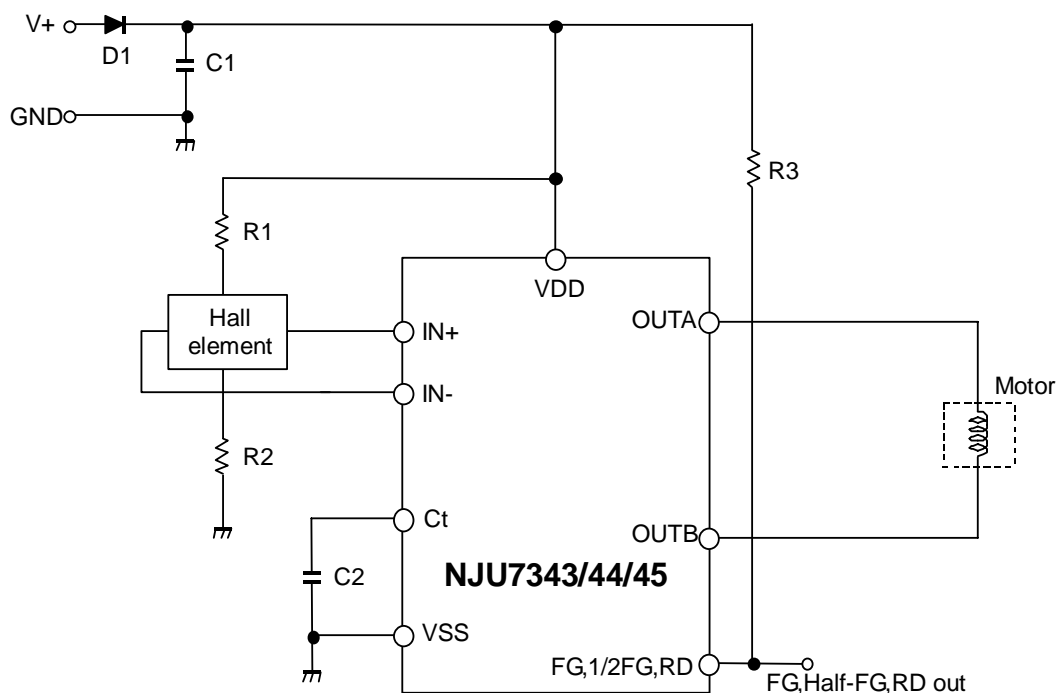 V+
D1
C1
GND
R3
R1
VDD
Hall
element
OUTA
IN+
IN-
Motor
R2
Ct
OUTB
C2
NJU7343/44/45
VSS
FG,1/2FG,RD
FG,Half-FG,RD out